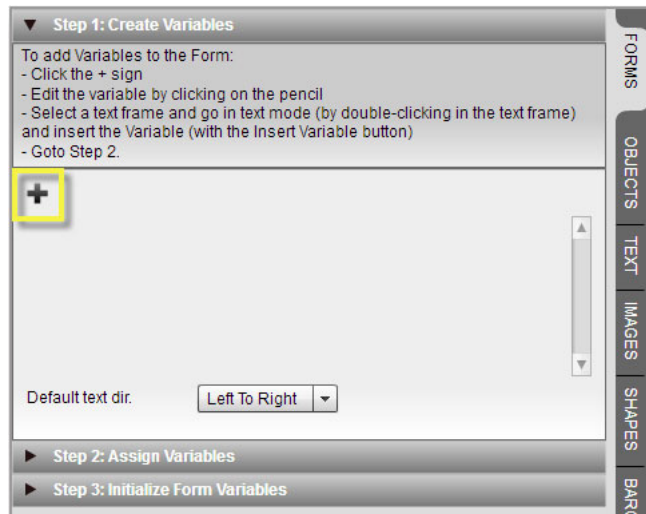 Step 1: Create Variables
To add Variables to the Form:
- Click the + sign
- Edit the variable by clicking on the pencil
- Select a text frame and go in text mode (by double-clicking in the text frame)
and insert the Variable (with the Insert Variable button)
- Goto Step 2.
Default text dir.
Left To Right
Step 2: Assign Variables
Step 3: Initialize Form Variables
FORMS
OBJECTS
TEXT
IMAGES
SHAPES